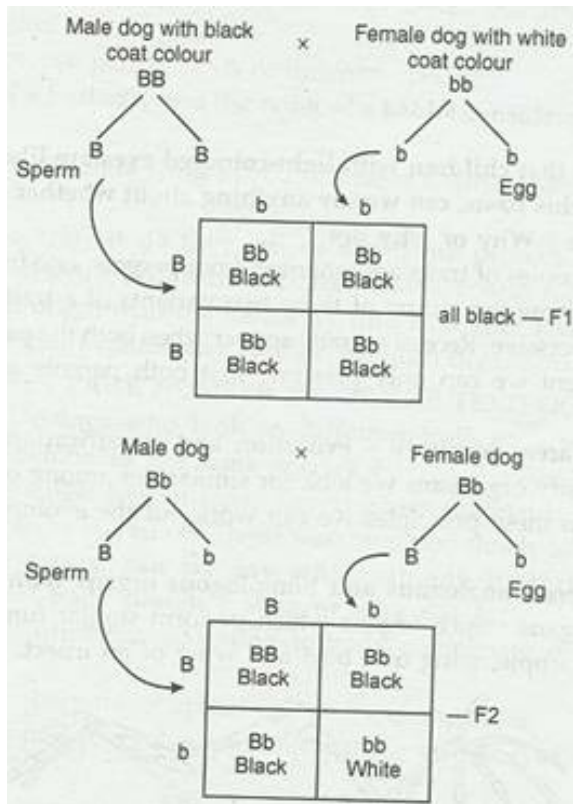 Male dog with black × Female dog with white
coat colour coat colour
BB bb
B B b b
Sperm Egg
b b
B Bb Bb
Black Black
all black — F1
B Bb Bb
Black Black
Male dog × Female dog
Bb Bb
B b B b
Sperm Egg
B b
B BB Bb
Black Black
— F2
b Bb bb
Black White